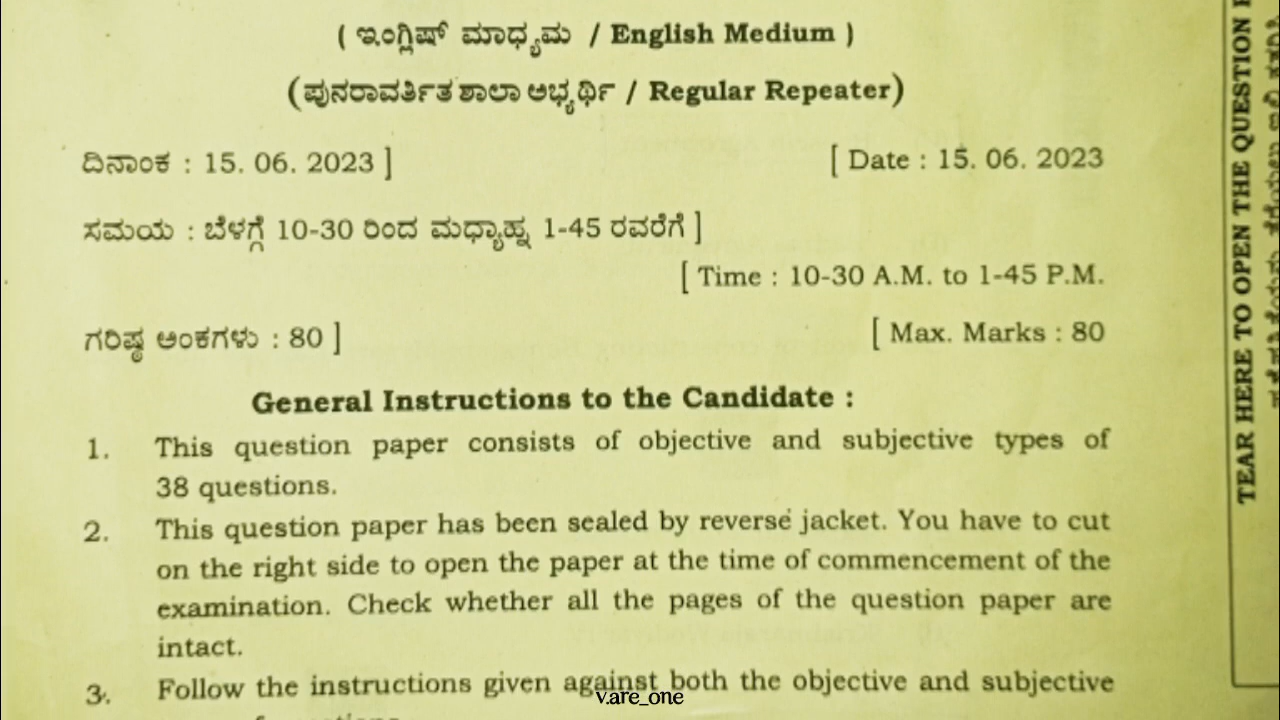 ( ಇಂಗ್ಲಿಷ್ ಮಾಧ್ಯಮ / English Medium )
(ಪುನರಾವರ್ತಿತ ಶಾಲಾ ಅಭ್ಯರ್ಥಿ / Regular Repeater)
ದಿನಾಂಕ : 15. 06. 2023 ] [ Date : 15. 06. 2023
ಸಮಯ : ಬೆಳಗ್ಗೆ 10-30 ರಿಂದ ಮಧ್ಯಾಹ್ನ 1-45 ರವರೆಗೆ ]
[ Time : 10-30 A.M. to 1-45 P.M.
ಗರಿಷ್ಠ ಅಂಕಗಳು : 80 ] [ Max. Marks : 80
General Instructions to the Candidate :
1. This question paper consists of objective and subjective types of
38 questions.
2. This question paper has been sealed by reverse jacket. You have to cut
on the right side to open the paper at the time of commencement of the
examination. Check whether all the pages of the question paper are
intact.
3. Follow the instructions given against both the objective and subjective
v.are_one
TEAR HERE TO OPEN THE QUESTION